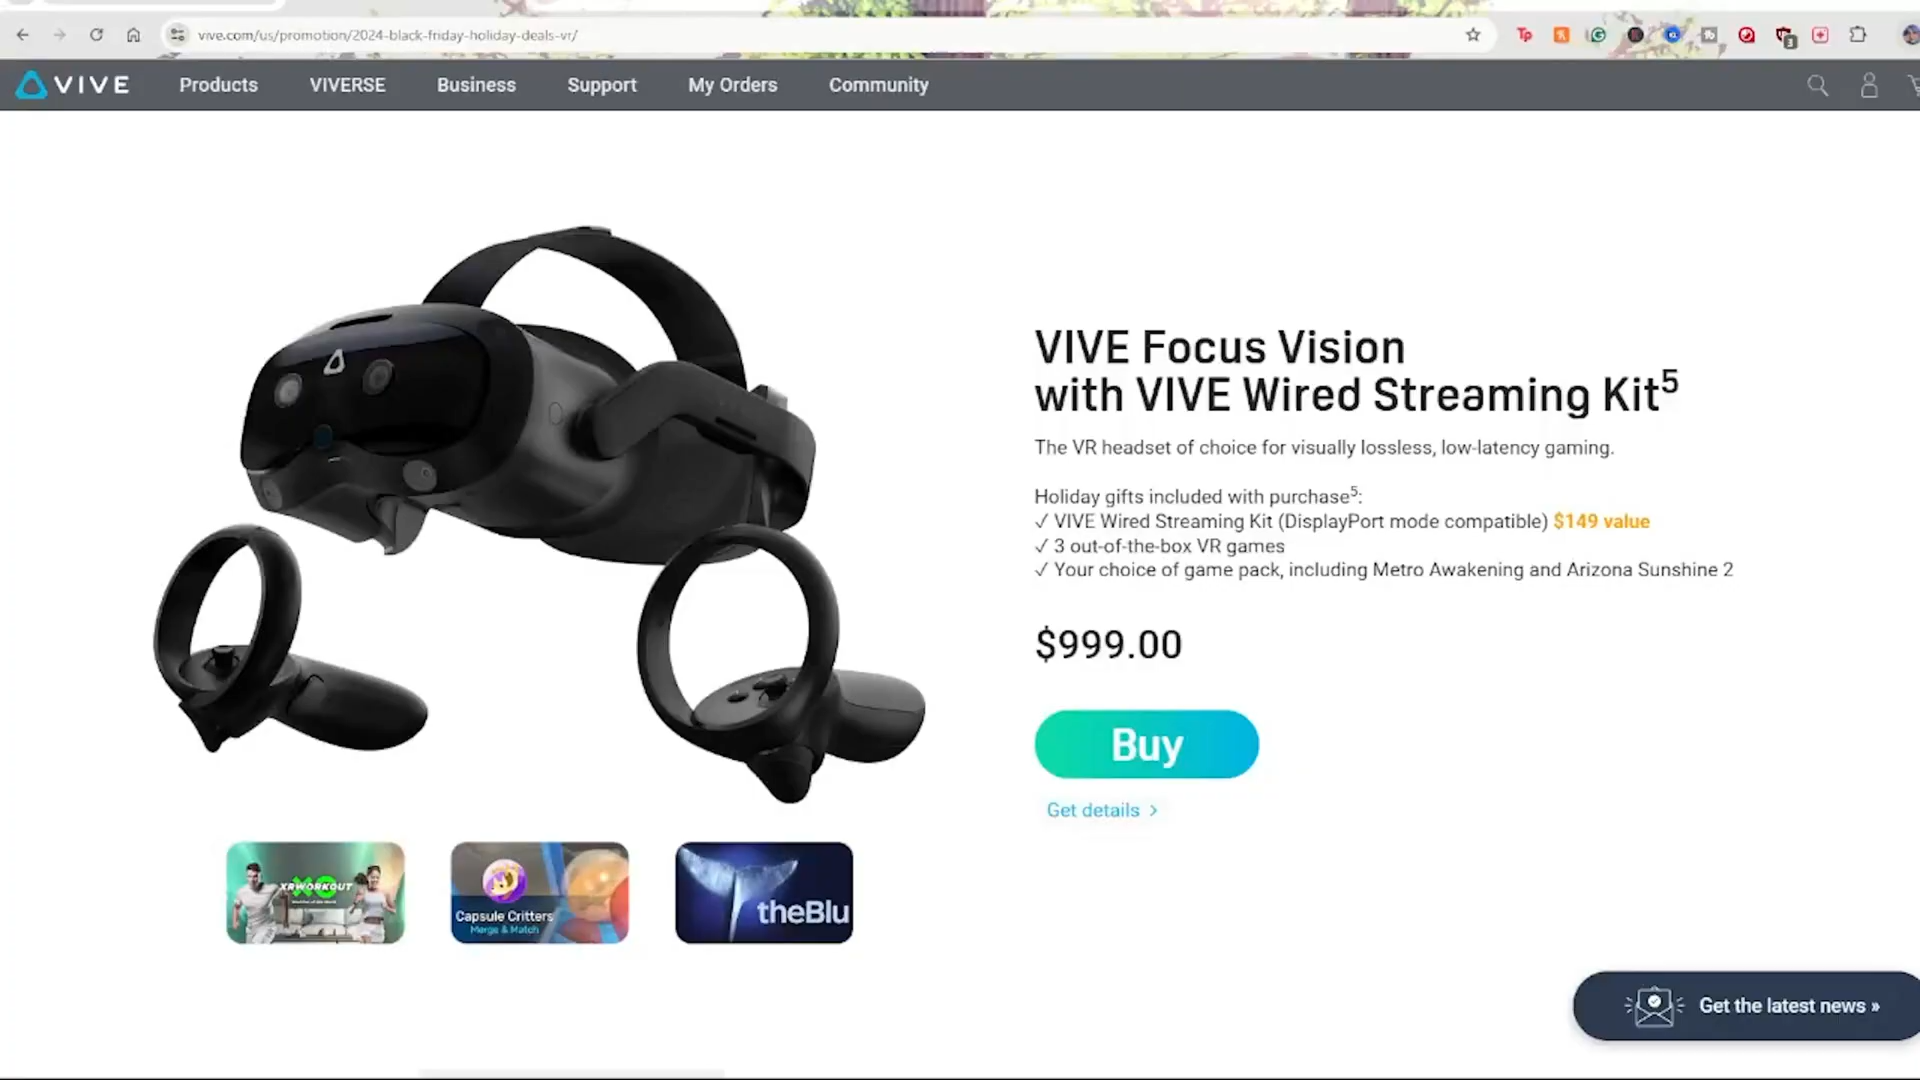 vive.com/us/promotion/2024-black-friday-holiday-deals-vr/
Tp
3
VIVE Products VIVERSE Business Support My Orders Community
VIVE Focus Vision
with VIVE Wired Streaming Kit5
The VR headset of choice for visually lossless, low-latency gaming.
Holiday gifts included with purchase5:
✓ VIVE Wired Streaming Kit (DisplayPort mode compatible) $149 value
✓ 3 out-of-the-box VR games
✓ Your choice of game pack, including Metro Awakening and Arizona Sunshine 2
$999.00
Buy
Get details >
XRWORKOUT
Capsule Critters
Merge & Match
theBlu
Get the latest news »